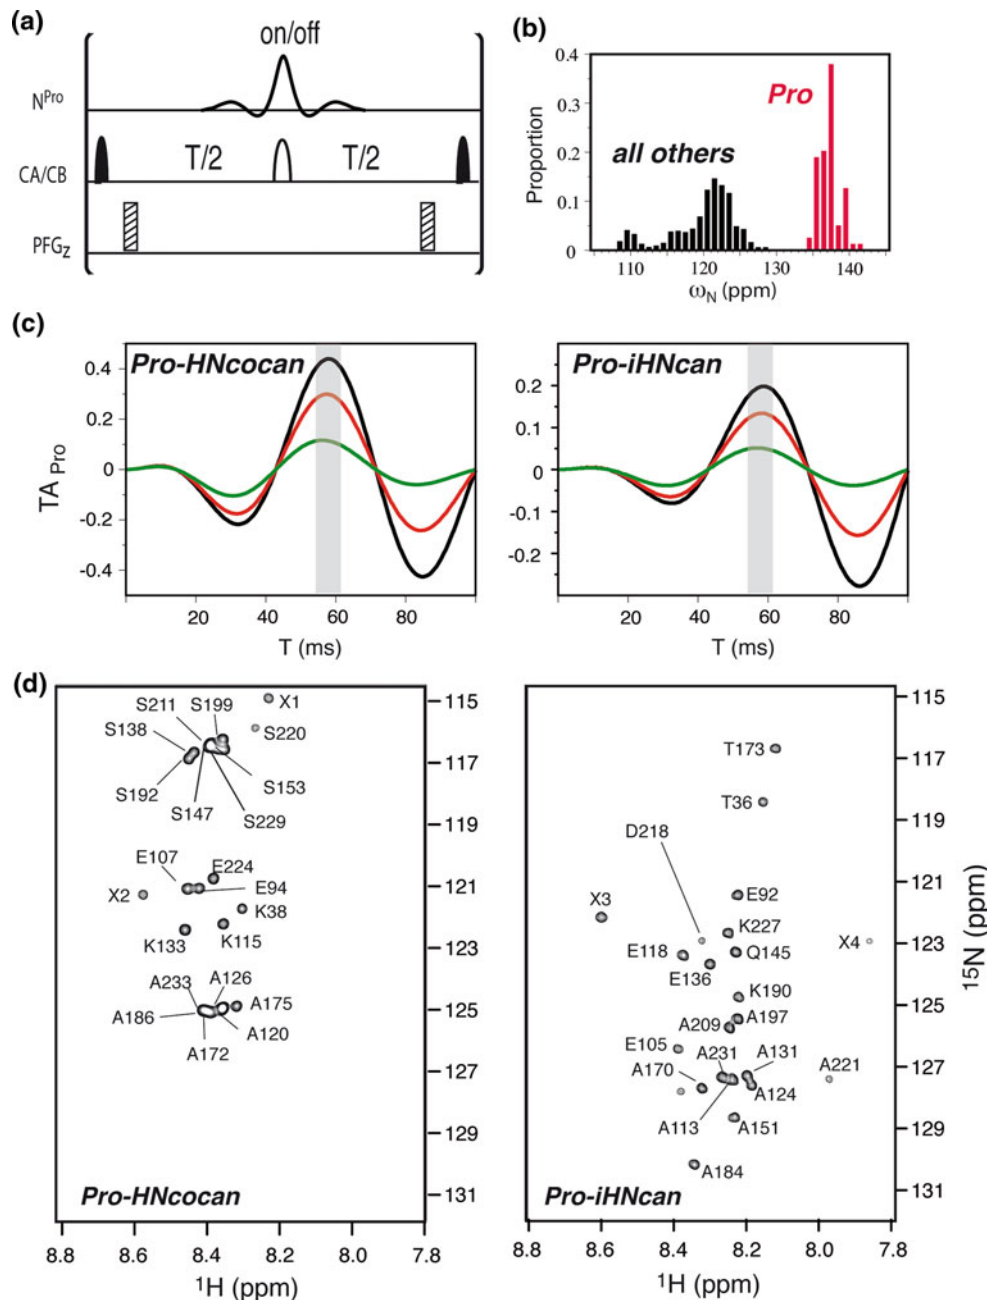 (a)
on/off
N^Pro
T/2
T/2
CA/CB
PFG_z
(b)
0.4
0.3
0.2
0.1
0
Proportion
all others
Pro
110
120
130
140
ω_N (ppm)
(c)
Pro-HNcocan
0.4
0.2
0
-0.2
-0.4
TA_Pro
20
40
60
80
T (ms)
Pro-iHNcan
0.2
0.1
0
-0.1
-0.2
20
40
60
80
T (ms)
(d)
S211
S199
X1
S138
S220
S192
S153
S147
S229
E107
E224
X2
E94
K38
K133
K115
A233
A126
A175
A186
A120
A172
Pro-HNcocan
115
117
119
121
123
125
127
129
131
8.8
8.6
8.4
8.2
8.0
7.8
¹H (ppm)
T173
T36
D218
E92
X3
K227
E118
Q145
X4
E136
K190
A197
A209
E105
A231
A131
A170
A221
A124
A113
A151
A184
Pro-iHNcan
115
117
119
121
123
125
127
129
131
¹⁵N (ppm)
8.8
8.6
8.4
8.2
8.0
7.8
¹H (ppm)